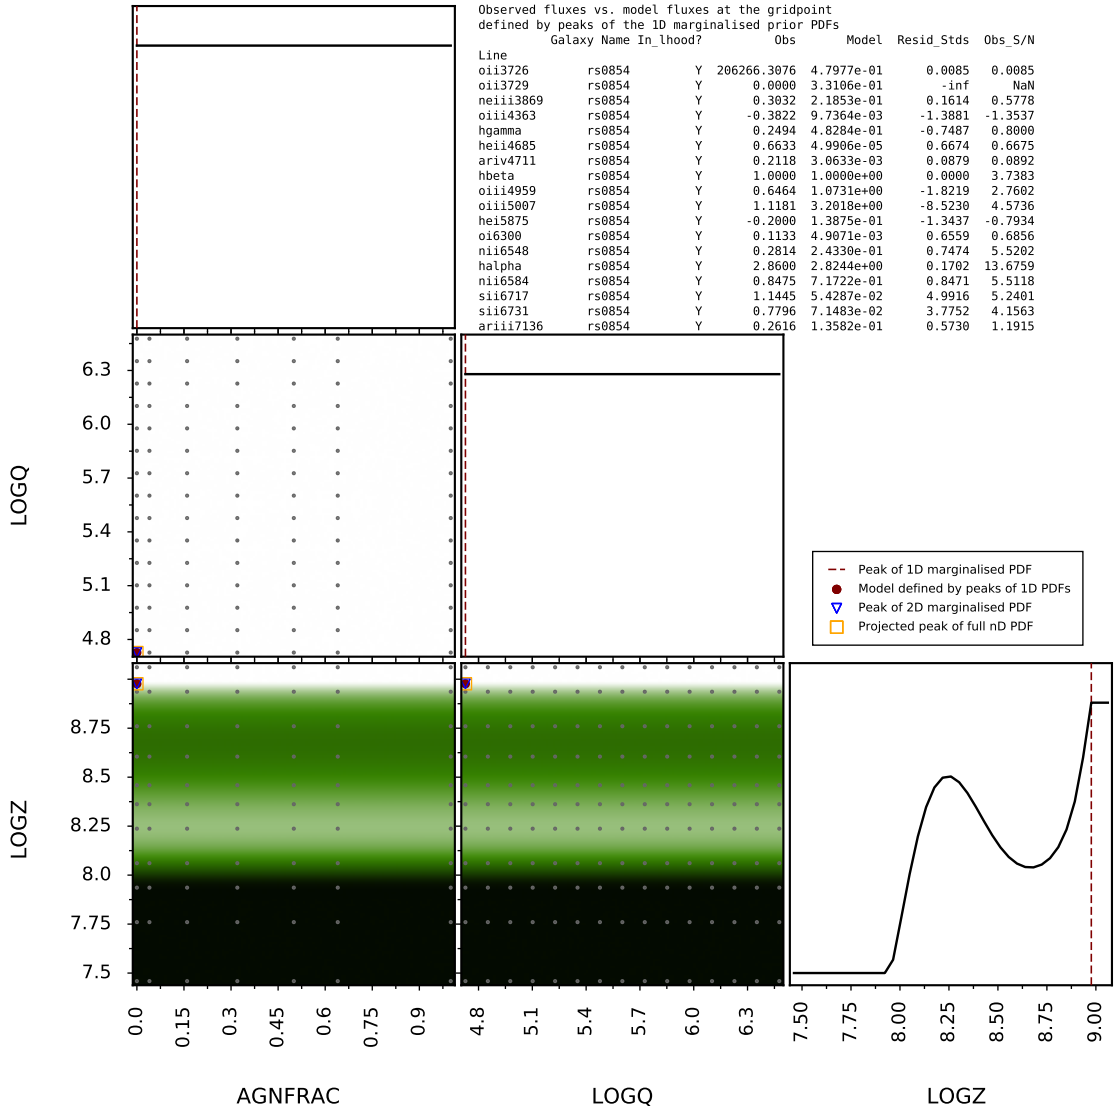 Observed fluxes vs. model fluxes at the gridpoint
defined by peaks of the 1D marginalised prior PDFs
Galaxy Name In_lhood? Obs Model Resid_Stds Obs_S/N
Line
oii3726 rs0854 Y 206266.3076 4.7977e-01 0.0085 0.0085
oii3729 rs0854 Y 0.0000 3.3106e-01 -inf NaN
neiii3869 rs0854 Y 0.3032 2.1853e-01 0.1614 0.5778
oiii4363 rs0854 Y -0.3822 9.7364e-03 -1.3881 -1.3537
hgamma rs0854 Y 0.2494 4.6284e-01 -0.7487 0.8000
heii4685 rs0854 Y 0.6633 4.9906e-05 0.6674 0.6675
ariv4711 rs0854 Y 0.2118 3.0633e-03 0.0879 0.0892
hbeta rs0854 Y 1.0000 1.0000e+00 0.0000 3.7383
oiii4959 rs0854 Y 0.6464 1.0731e+00 -1.8219 2.7602
oiii5007 rs0854 Y 1.1181 3.2018e+00 -8.5230 4.5736
hei5875 rs0854 Y -0.2000 1.3875e-01 -1.3437 -0.7934
oi6300 rs0854 Y 0.1133 4.9071e-03 0.6559 0.6856
nii6548 rs0854 Y 0.2814 2.4330e-01 0.7474 5.5202
halpha rs0854 Y 2.8600 2.8244e+00 0.1702 13.6759
nii6584 rs0854 Y 0.8475 7.1722e-01 0.8471 5.5118
sii6717 rs0854 Y 1.1445 5.4287e-02 4.9916 5.2401
sii6731 rs0854 Y 0.7796 7.1483e-02 3.7752 4.1563
ariii7136 rs0854 Y 0.2616 1.3582e-01 0.5730 1.1915
6.3
6.0
5.7
5.4
5.1
4.8
LOGQ
Peak of 1D marginalised PDF
Model defined by peaks of 1D PDFs
Peak of 2D marginalised PDF
Projected peak of full nD PDF
8.75
8.5
8.25
8.0
7.75
7.5
LOGZ
0.0 0.15 0.3 0.45 0.6 0.75 0.9
4.8 5.1 5.4 5.7 6.0 6.3
7.50 7.75 8.00 8.25 8.50 8.75 9.00
AGNFRAC LOGQ LOGZ